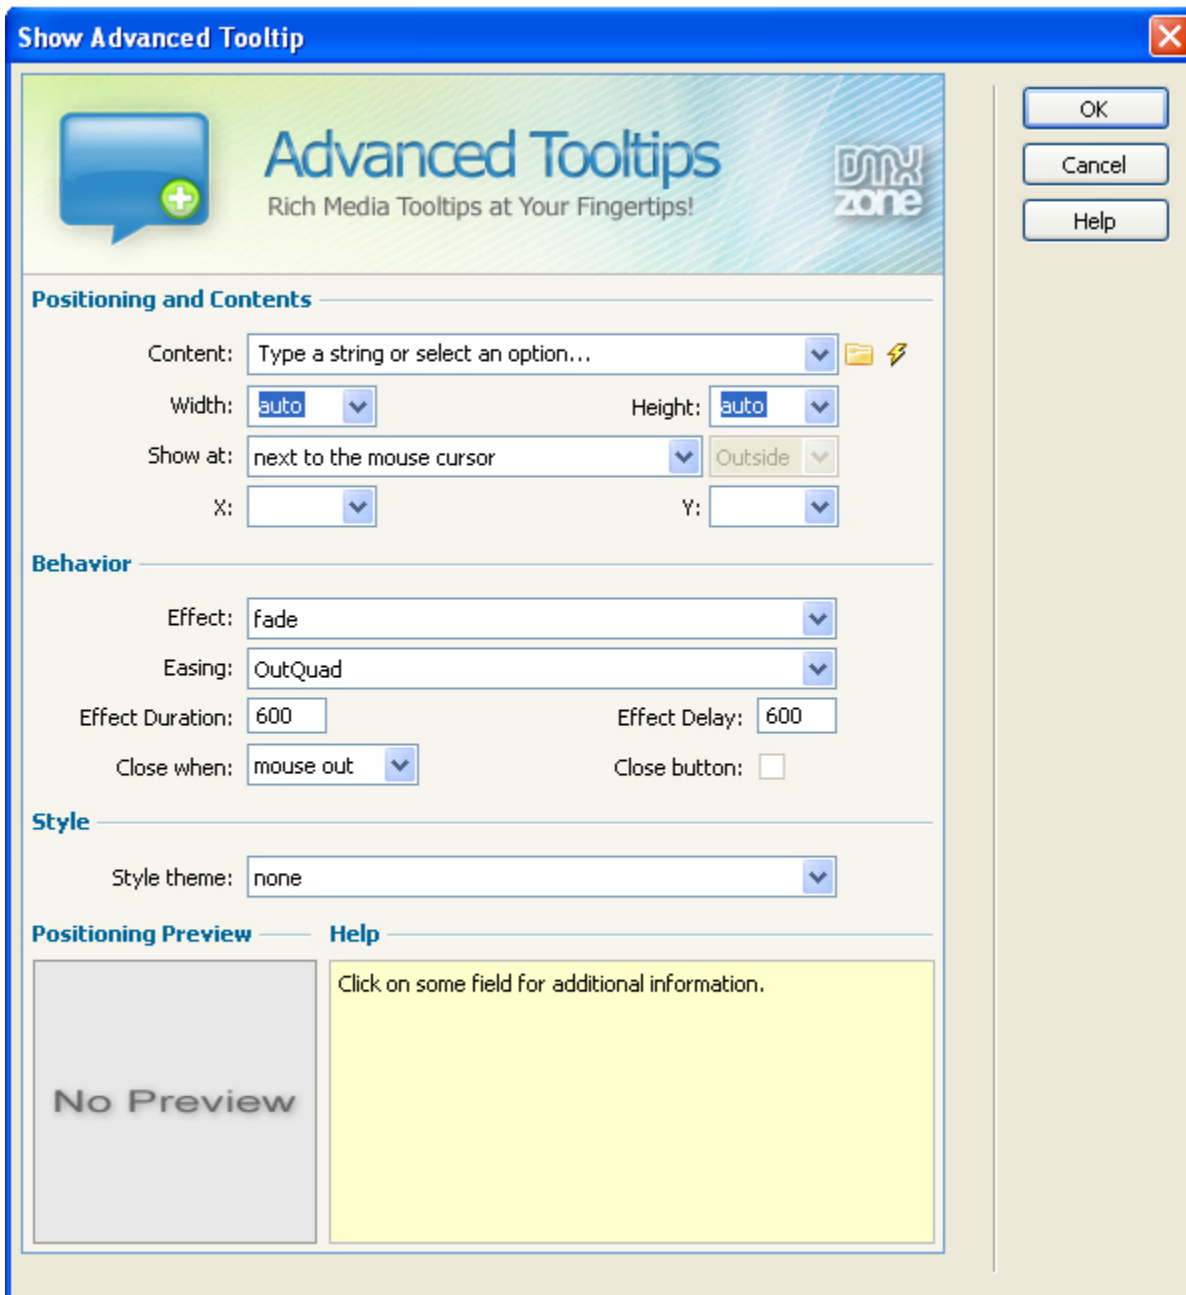 Show Advanced Tooltip
Advanced Tooltips
Rich Media Tooltips at Your Fingertips!
DMX
zone
OK
Cancel
Help
Positioning and Contents
Content: Type a string or select an option...
Width: auto Height: auto
Show at: next to the mouse cursor Outside
X: Y:
Behavior
Effect: fade
Easing: OutQuad
Effect Duration: 600 Effect Delay: 600
Close when: mouse out Close button:
Style
Style theme: none
Positioning Preview Help
No Preview
Click on some field for additional information.